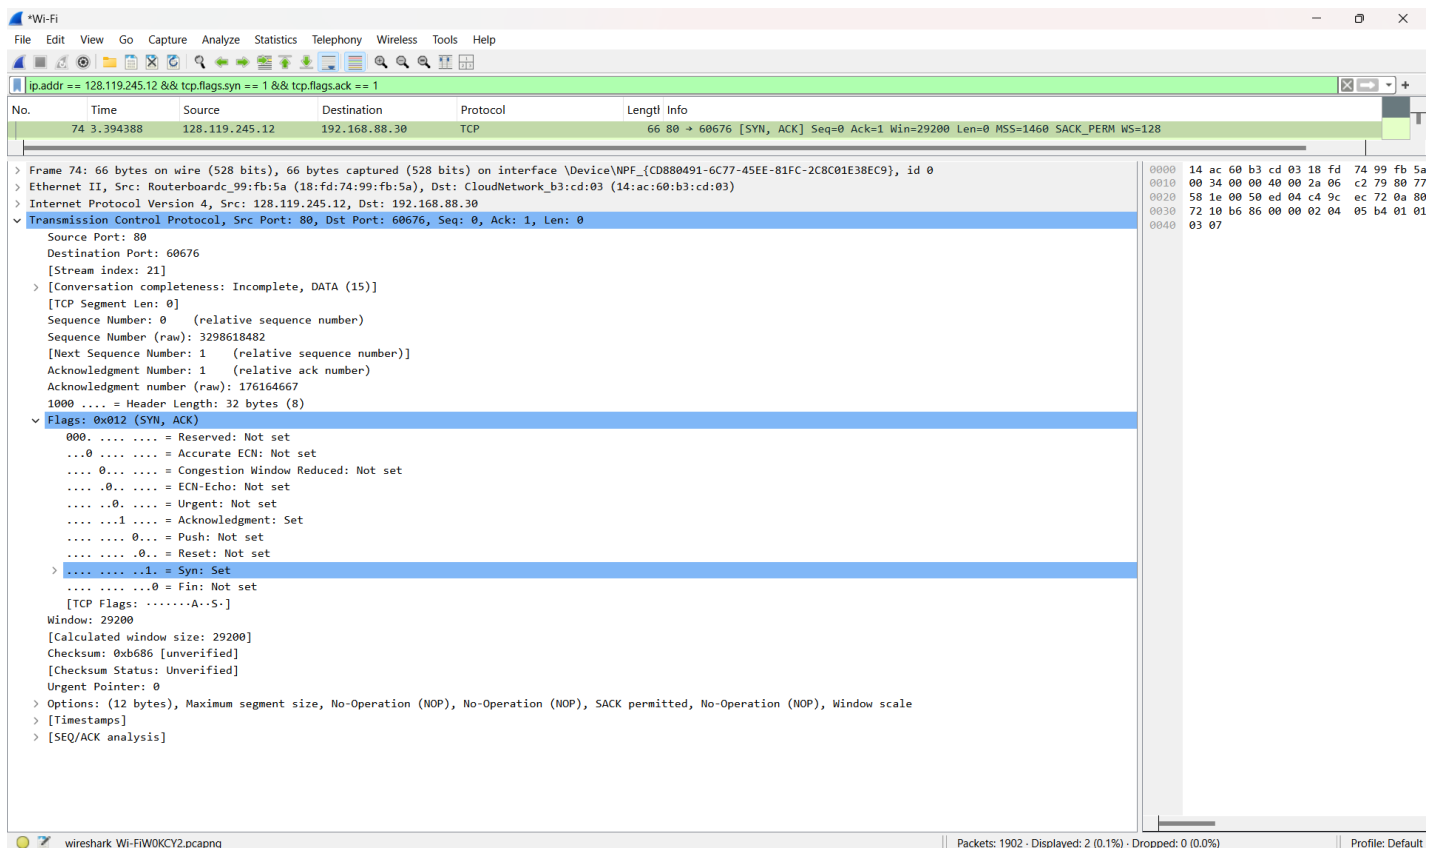 *Wi-Fi
File Edit View Go Capture Analyze Statistics Telephony Wireless Tools Help
ip.addr == 128.119.245.12 && tcp.flags.syn == 1 && tcp.flags.ack == 1
No. Time Source Destination Protocol Length Info
74 3.394388 128.119.245.12 192.168.88.30 TCP 66 80 → 60676 [SYN, ACK] Seq=0 Ack=1 Win=29200 Len=0 MSS=1460 SACK_PERM WS=128
Frame 74: 66 bytes on wire (528 bits), 66 bytes captured (528 bits) on interface \Device\NPF_{CD880491-6C77-45EE-81FC-2C8C01E38EC9}, id 0
Ethernet II, Src: Routerboardc_99:fb:5a (18:fd:74:99:fb:5a), Dst: CloudNetwork_b3:cd:03 (14:ac:60:b3:cd:03)
Internet Protocol Version 4, Src: 128.119.245.12, Dst: 192.168.88.30
Transmission Control Protocol, Src Port: 80, Dst Port: 60676, Seq: 0, Ack: 1, Len: 0
Source Port: 80
Destination Port: 60676
[Stream index: 21]
[Conversation completeness: Incomplete, DATA (15)]
[TCP Segment Len: 0]
Sequence Number: 0 (relative sequence number)
Sequence Number (raw): 3298618482
[Next Sequence Number: 1 (relative sequence number)]
Acknowledgment Number: 1 (relative ack number)
Acknowledgment number (raw): 176164667
1000 .... = Header Length: 32 bytes (8)
Flags: 0x012 (SYN, ACK)
000. .... .... = Reserved: Not set
...0 .... .... = Accurate ECN: Not set
.... 0... .... = Congestion Window Reduced: Not set
.... .0.. .... = ECN-Echo: Not set
.... ..0. .... = Urgent: Not set
.... ...1 .... = Acknowledgment: Set
.... .... 0... = Push: Not set
.... .... .0.. = Reset: Not set
.... .... ..1. = Syn: Set
.... .... ...0 = Fin: Not set
[TCP Flags: ·······A··S·]
Window: 29200
[Calculated window size: 29200]
Checksum: 0xb686 [unverified]
[Checksum Status: Unverified]
Urgent Pointer: 0
Options: (12 bytes), Maximum segment size, No-Operation (NOP), No-Operation (NOP), SACK permitted, No-Operation (NOP), Window scale
[Timestamps]
[SEQ/ACK analysis]
0000 14 ac 60 b3 cd 03 18 fd 74 99 fb 5a
0010 00 34 00 00 40 00 2a 06 c2 79 80 77
0020 58 1e 00 50 ed 04 c4 9c ec 72 0a 80
0030 72 10 b6 86 00 00 02 04 05 b4 01 01
0040 03 07
wireshark_Wi-FiW0KCY2.pcapng Packets: 1902 · Displayed: 2 (0.1%) · Dropped: 0 (0.0%) Profile: Default